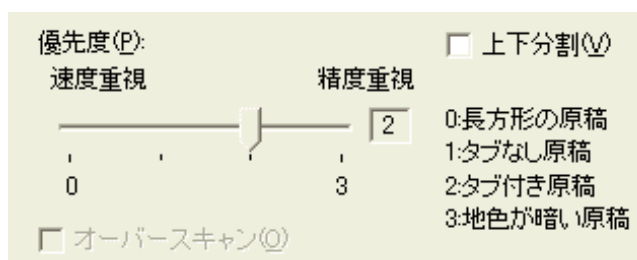 優先度(P):
速度重視 精度重視
2
0 3
オーバースキャン(O)
上下分割(V)
0:長方形の原稿
1:タブなし原稿
2:タブ付き原稿
3:地色が暗い原稿